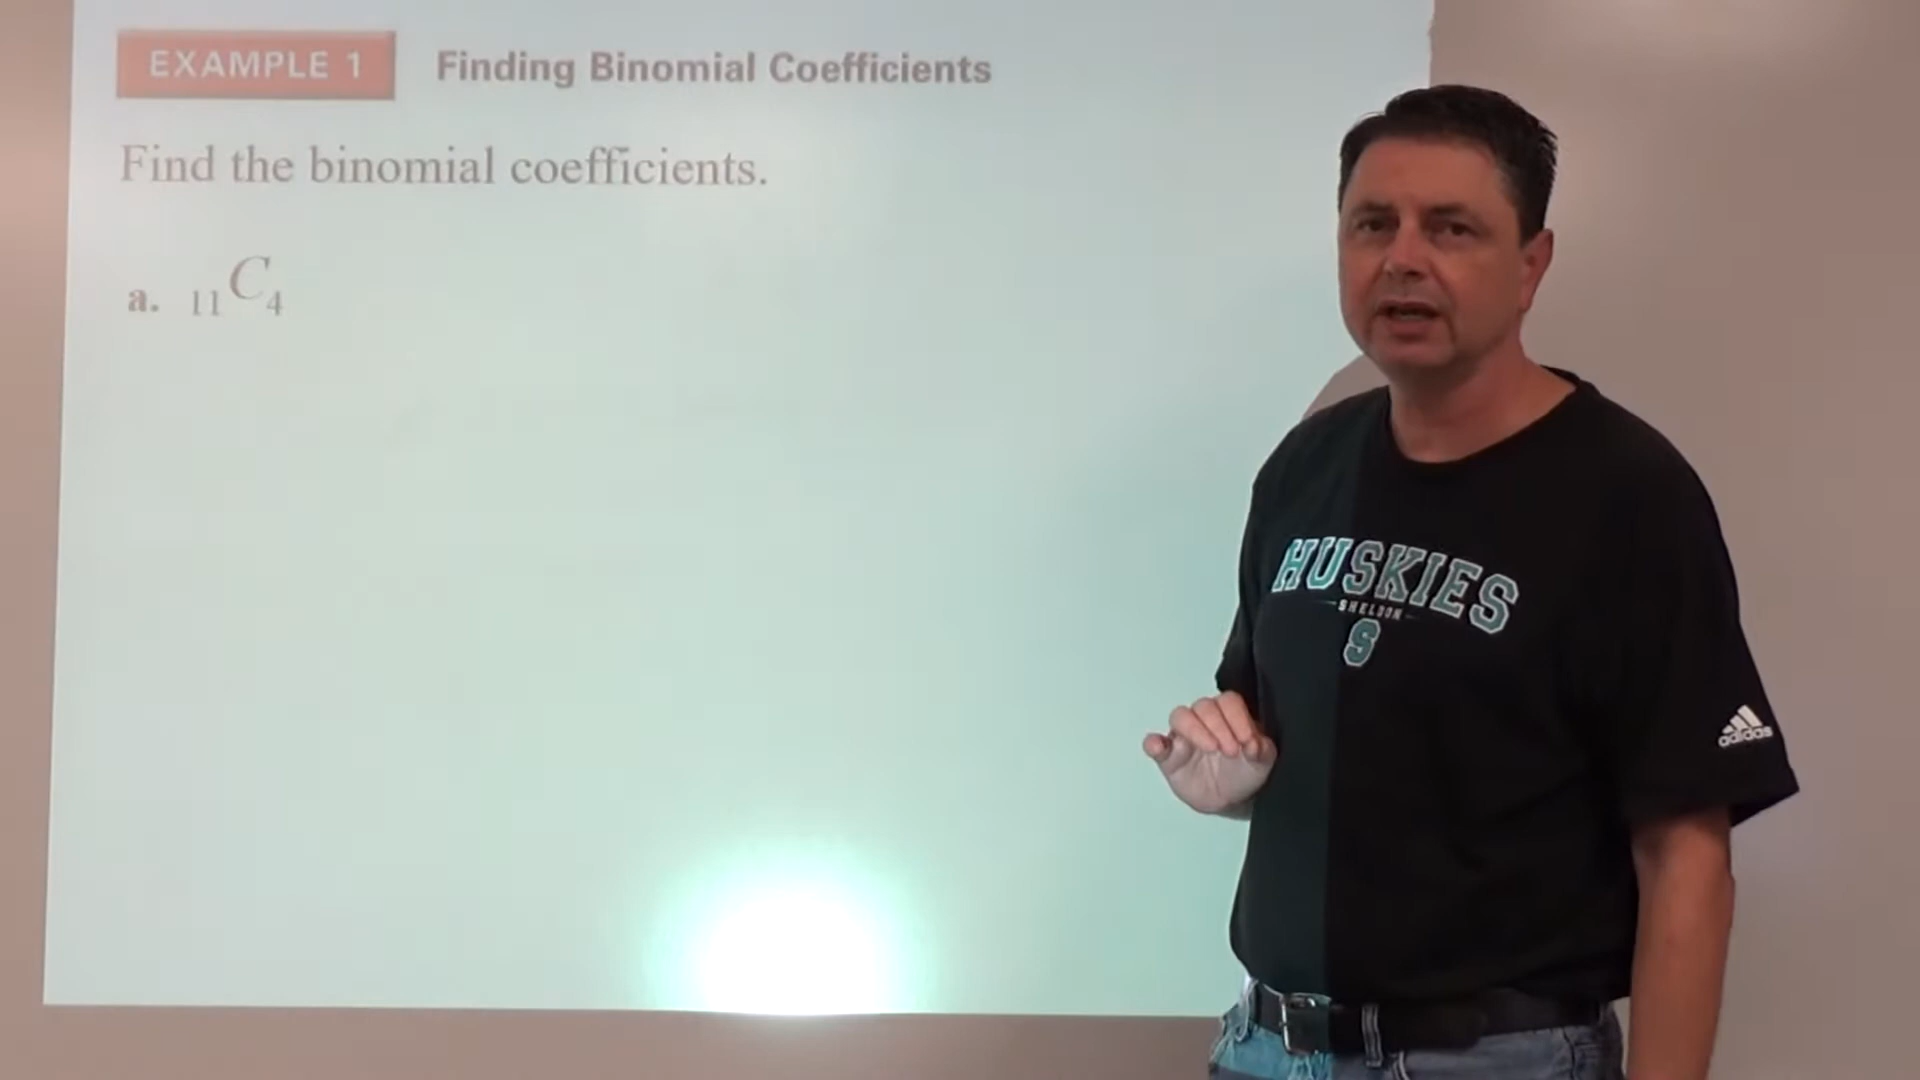 EXAMPLE 1 Finding Binomial Coefficients
Find the binomial coefficients.
a. ₁₁C₄
HUSKIES
SHELDON
S
adidas